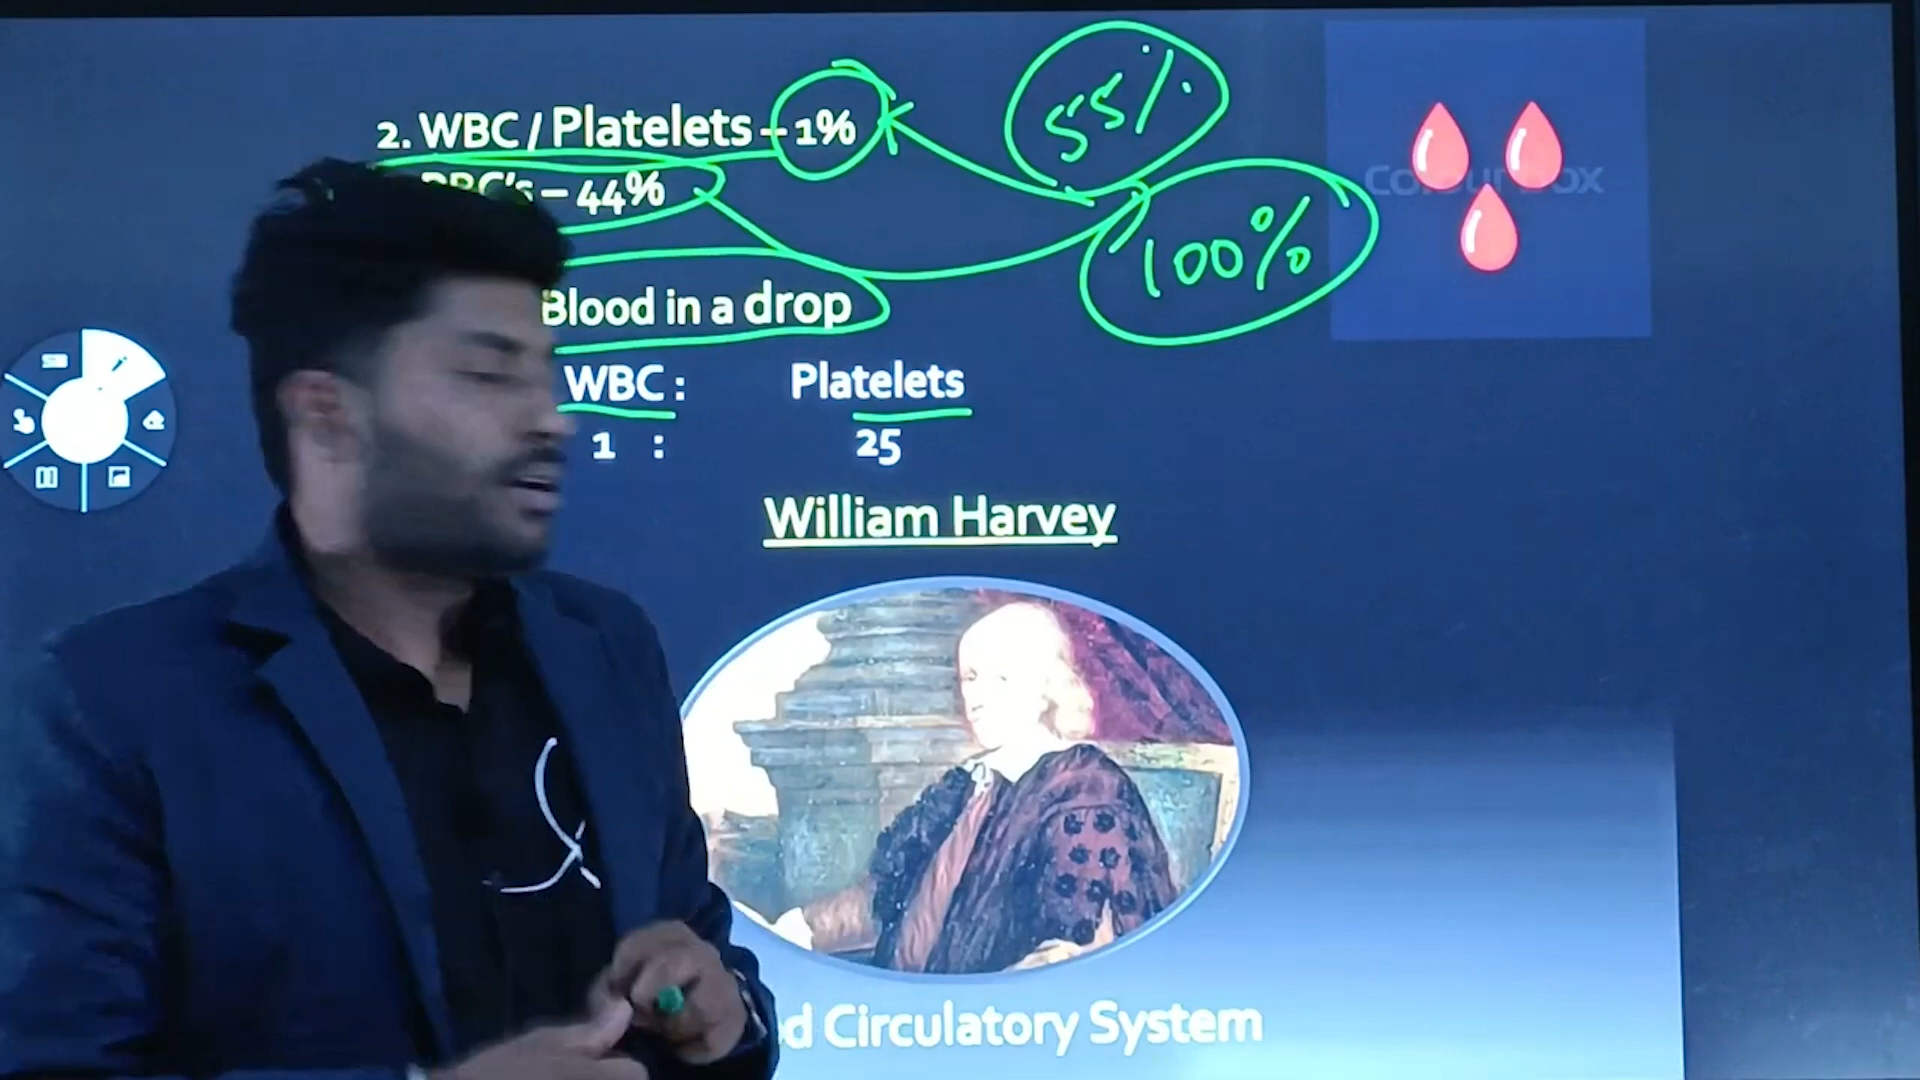 2. WBC / Platelets – 1%
55%
RBC's – 44%
100%
Blood in a drop
WBC : Platelets
1 : 25
William Harvey
Circulatory System